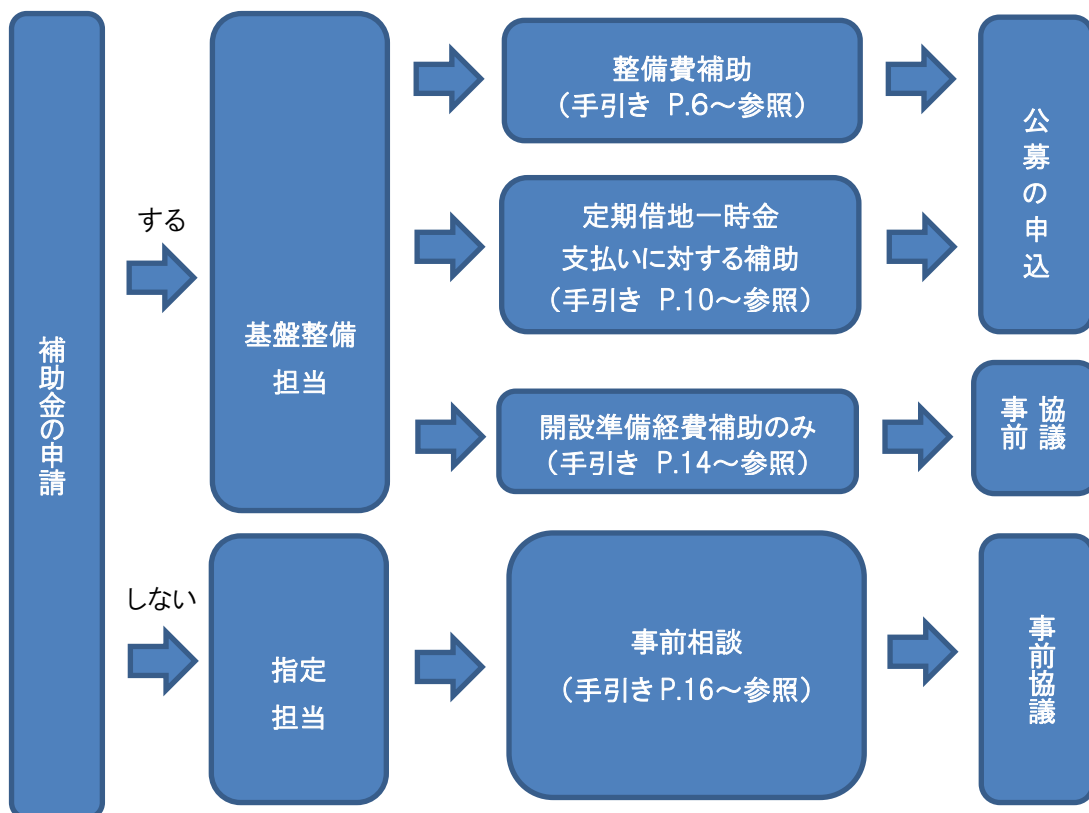 補助金の申請
する
しない
基盤整備
担当
指定
担当
整備費補助
（手引き P.6～参照）
定期借地一時金
支払いに対する補助
（手引き P.10～参照）
開設準備経費補助のみ
（手引き P.14～参照）
事前相談
（手引きP.16～参照）
公募の申込
事前
協議
事前協議